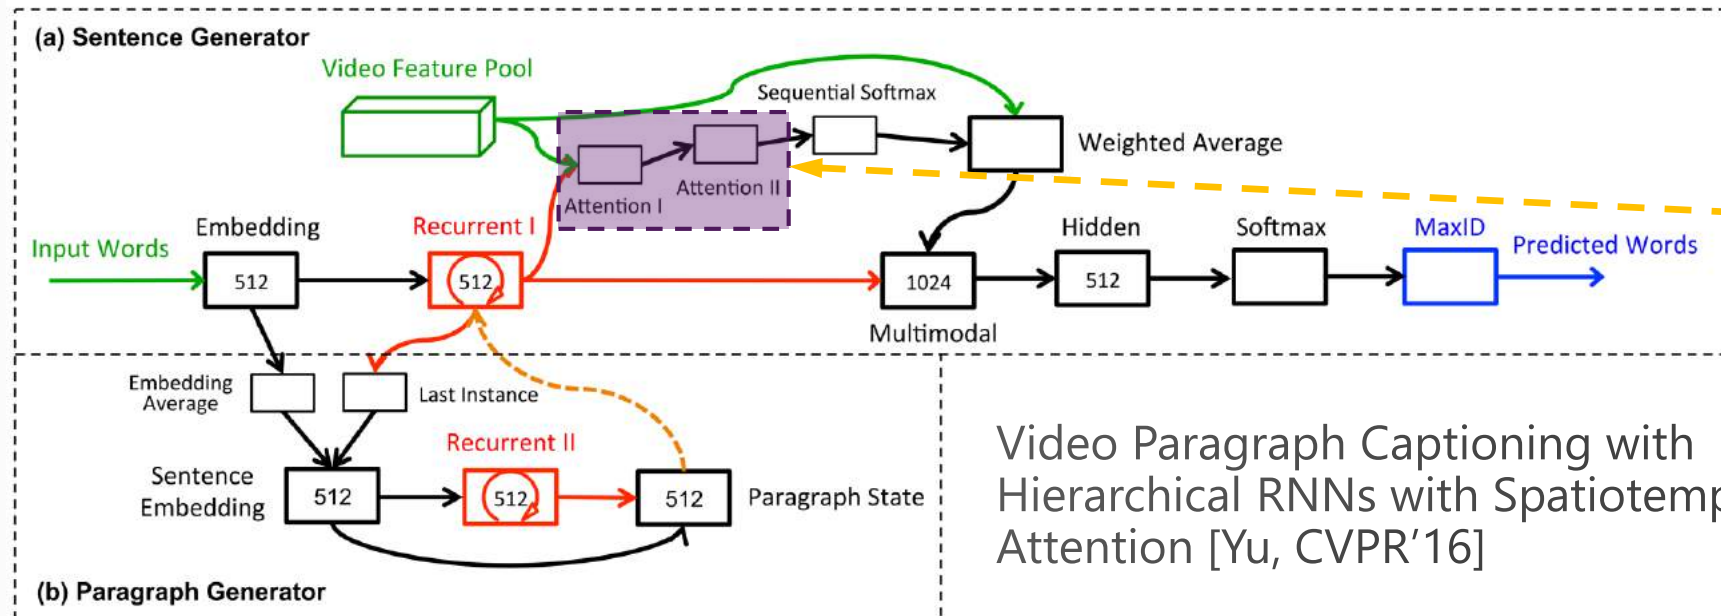 (a) Sentence Generator
Video Feature Pool
Sequential Softmax
Weighted Average
Attention II
Attention I
Embedding
Recurrent I
Hidden
Softmax
MaxID
Input Words
Predicted Words
512
512
1024
512
Multimodal
Embedding
Average
Last Instance
Recurrent II
Sentence
Embedding
512
512
512
Paragraph State
(b) Paragraph Generator
Video Paragraph Captioning with
Hierarchical RNNs with Spatiotemp
Attention [Yu, CVPR’16]